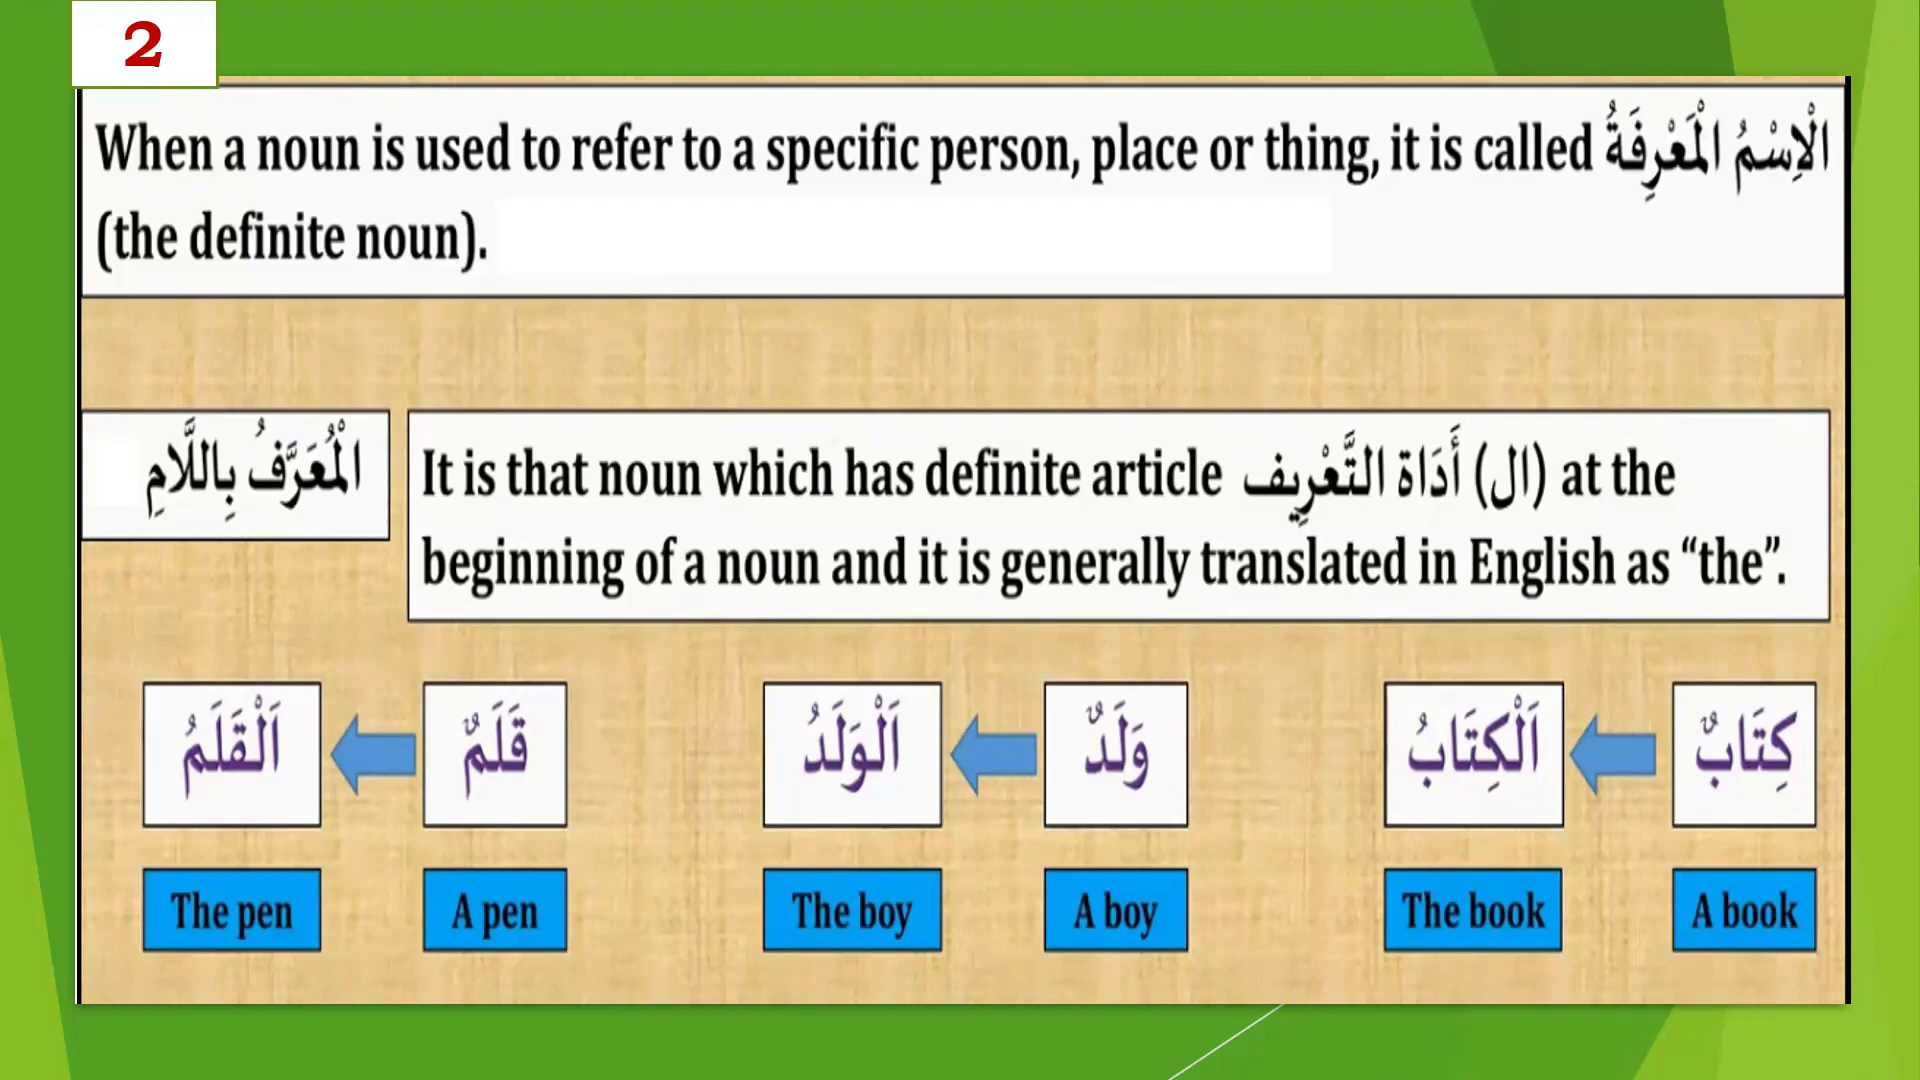 2
When a noun is used to refer to a specific person, place or thing, it is called الْاِسْمُ الْمَعْرِفَةُ
(the definite noun).
الْمُعَرَّفُ بِاللَّامِ
It is that noun which has definite article أَدَاة التَّعْرِيِف (ال) at the
beginning of a noun and it is generally translated in English as “the”.
كِتَابٌ
اَلْكِتَابُ
وَلَدٌ
اَلْوَلَدُ
قَلَمٌ
اَلْقَلَمُ
A book
The book
A boy
The boy
A pen
The pen